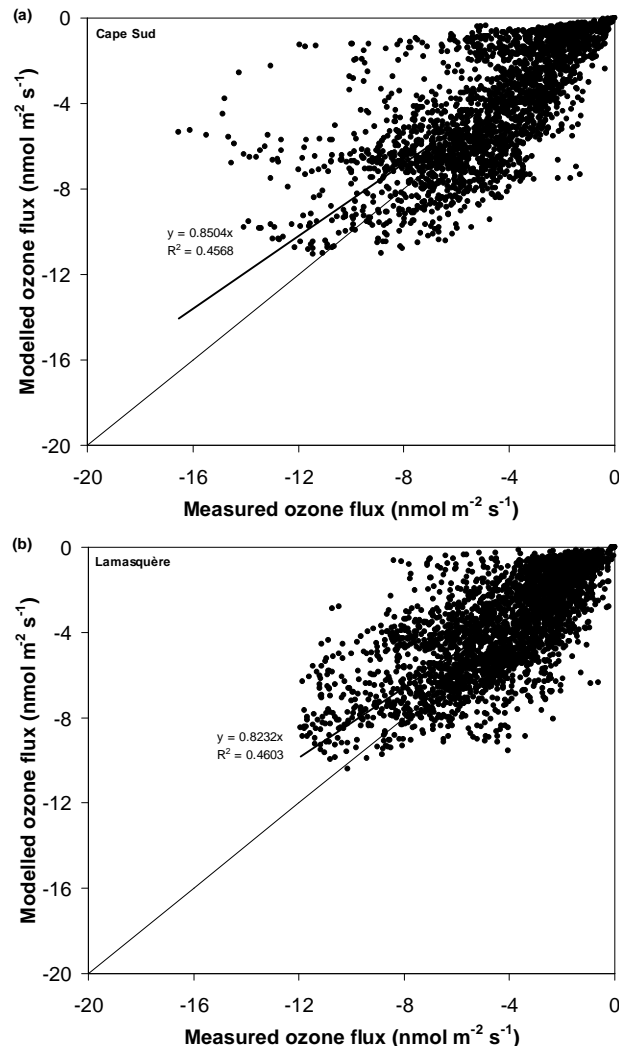 (a)
Cape Sud
0
-4
-8
-12
-16
-20
Modelled ozone flux (nmol m⁻² s⁻¹)
y = 0.8504x
R² = 0.4568
-20 -16 -12 -8 -4 0
Measured ozone flux (nmol m⁻² s⁻¹)
(b)
Lamasquère
0
-4
-8
-12
-16
-20
Modelled ozone flux (nmol m⁻² s⁻¹)
y = 0.8232x
R² = 0.4603
-20 -16 -12 -8 -4 0
Measured ozone flux (nmol m⁻² s⁻¹)